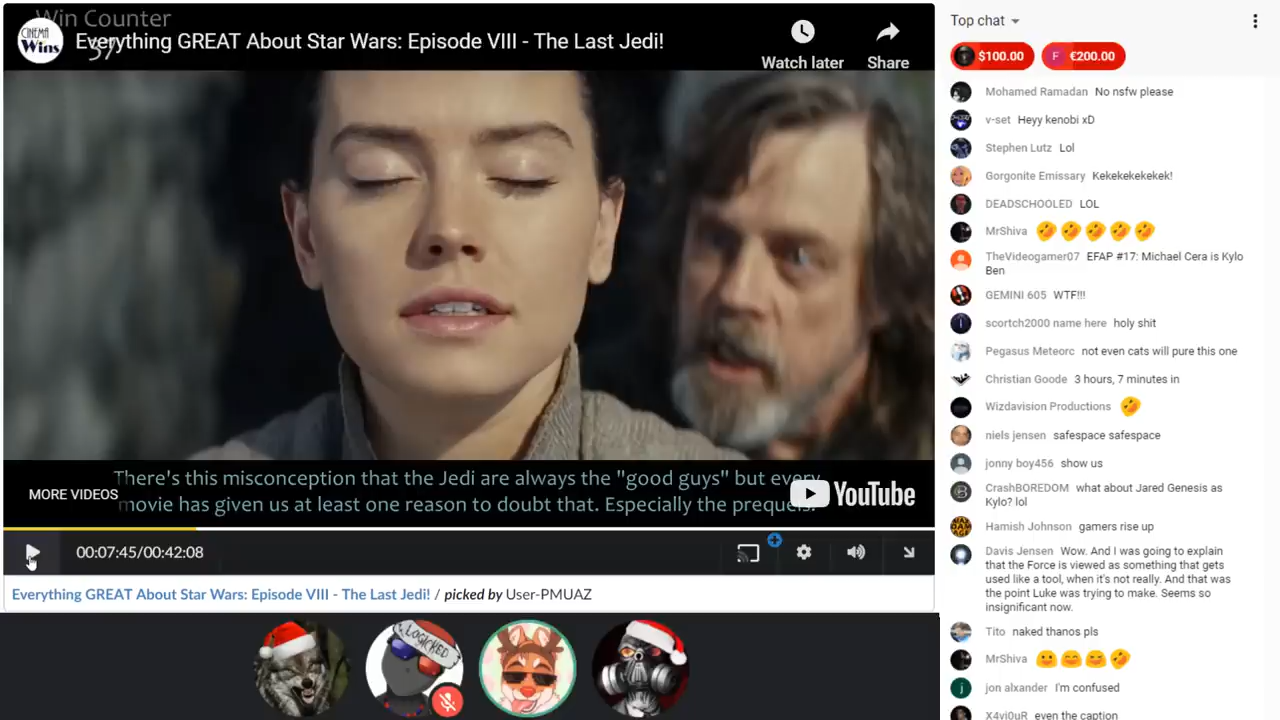 Win Counter
57
CINEMA
Wins
Everything GREAT About Star Wars: Episode VIII - The Last Jedi!
Watch later
Share
There's this misconception that the Jedi are always the "good guys" but every
movie has given us at least one reason to doubt that. Especially the prequels.
MORE VIDEOS
YouTube
00:07:45/00:42:08
Everything GREAT About Star Wars: Episode VIII - The Last Jedi! / picked by User-PMUAZ
LOGICKED
Top chat
$100.00
F €200.00
Mohamed Ramadan No nsfw please
v-set Heyy kenobi xD
Stephen Lutz Lol
Gorgonite Emissary Kekekekekekek!
DEADSCHOOLED LOL
MrShiva
TheVideogamer07 EFAP #17: Michael Cera is Kylo
Ben
GEMINI 605 WTF!!!
scortch2000 name here holy shit
Pegasus Meteorc not even cats will pure this one
Christian Goode 3 hours, 7 minutes in
Wizdavision Productions
niels jensen safespace safespace
jonny boy456 show us
CrashBOREDOM what about Jared Genesis as
Kylo? lol
Hamish Johnson gamers rise up
Davis Jensen Wow. And I was going to explain
that the Force is viewed as something that gets
used like a tool, when it's not really. And that was
the point Luke was trying to make. Seems so
insignificant now.
Tito naked thanos pls
MrShiva
j jon alxander I'm confused
X4vi0uR even the caption